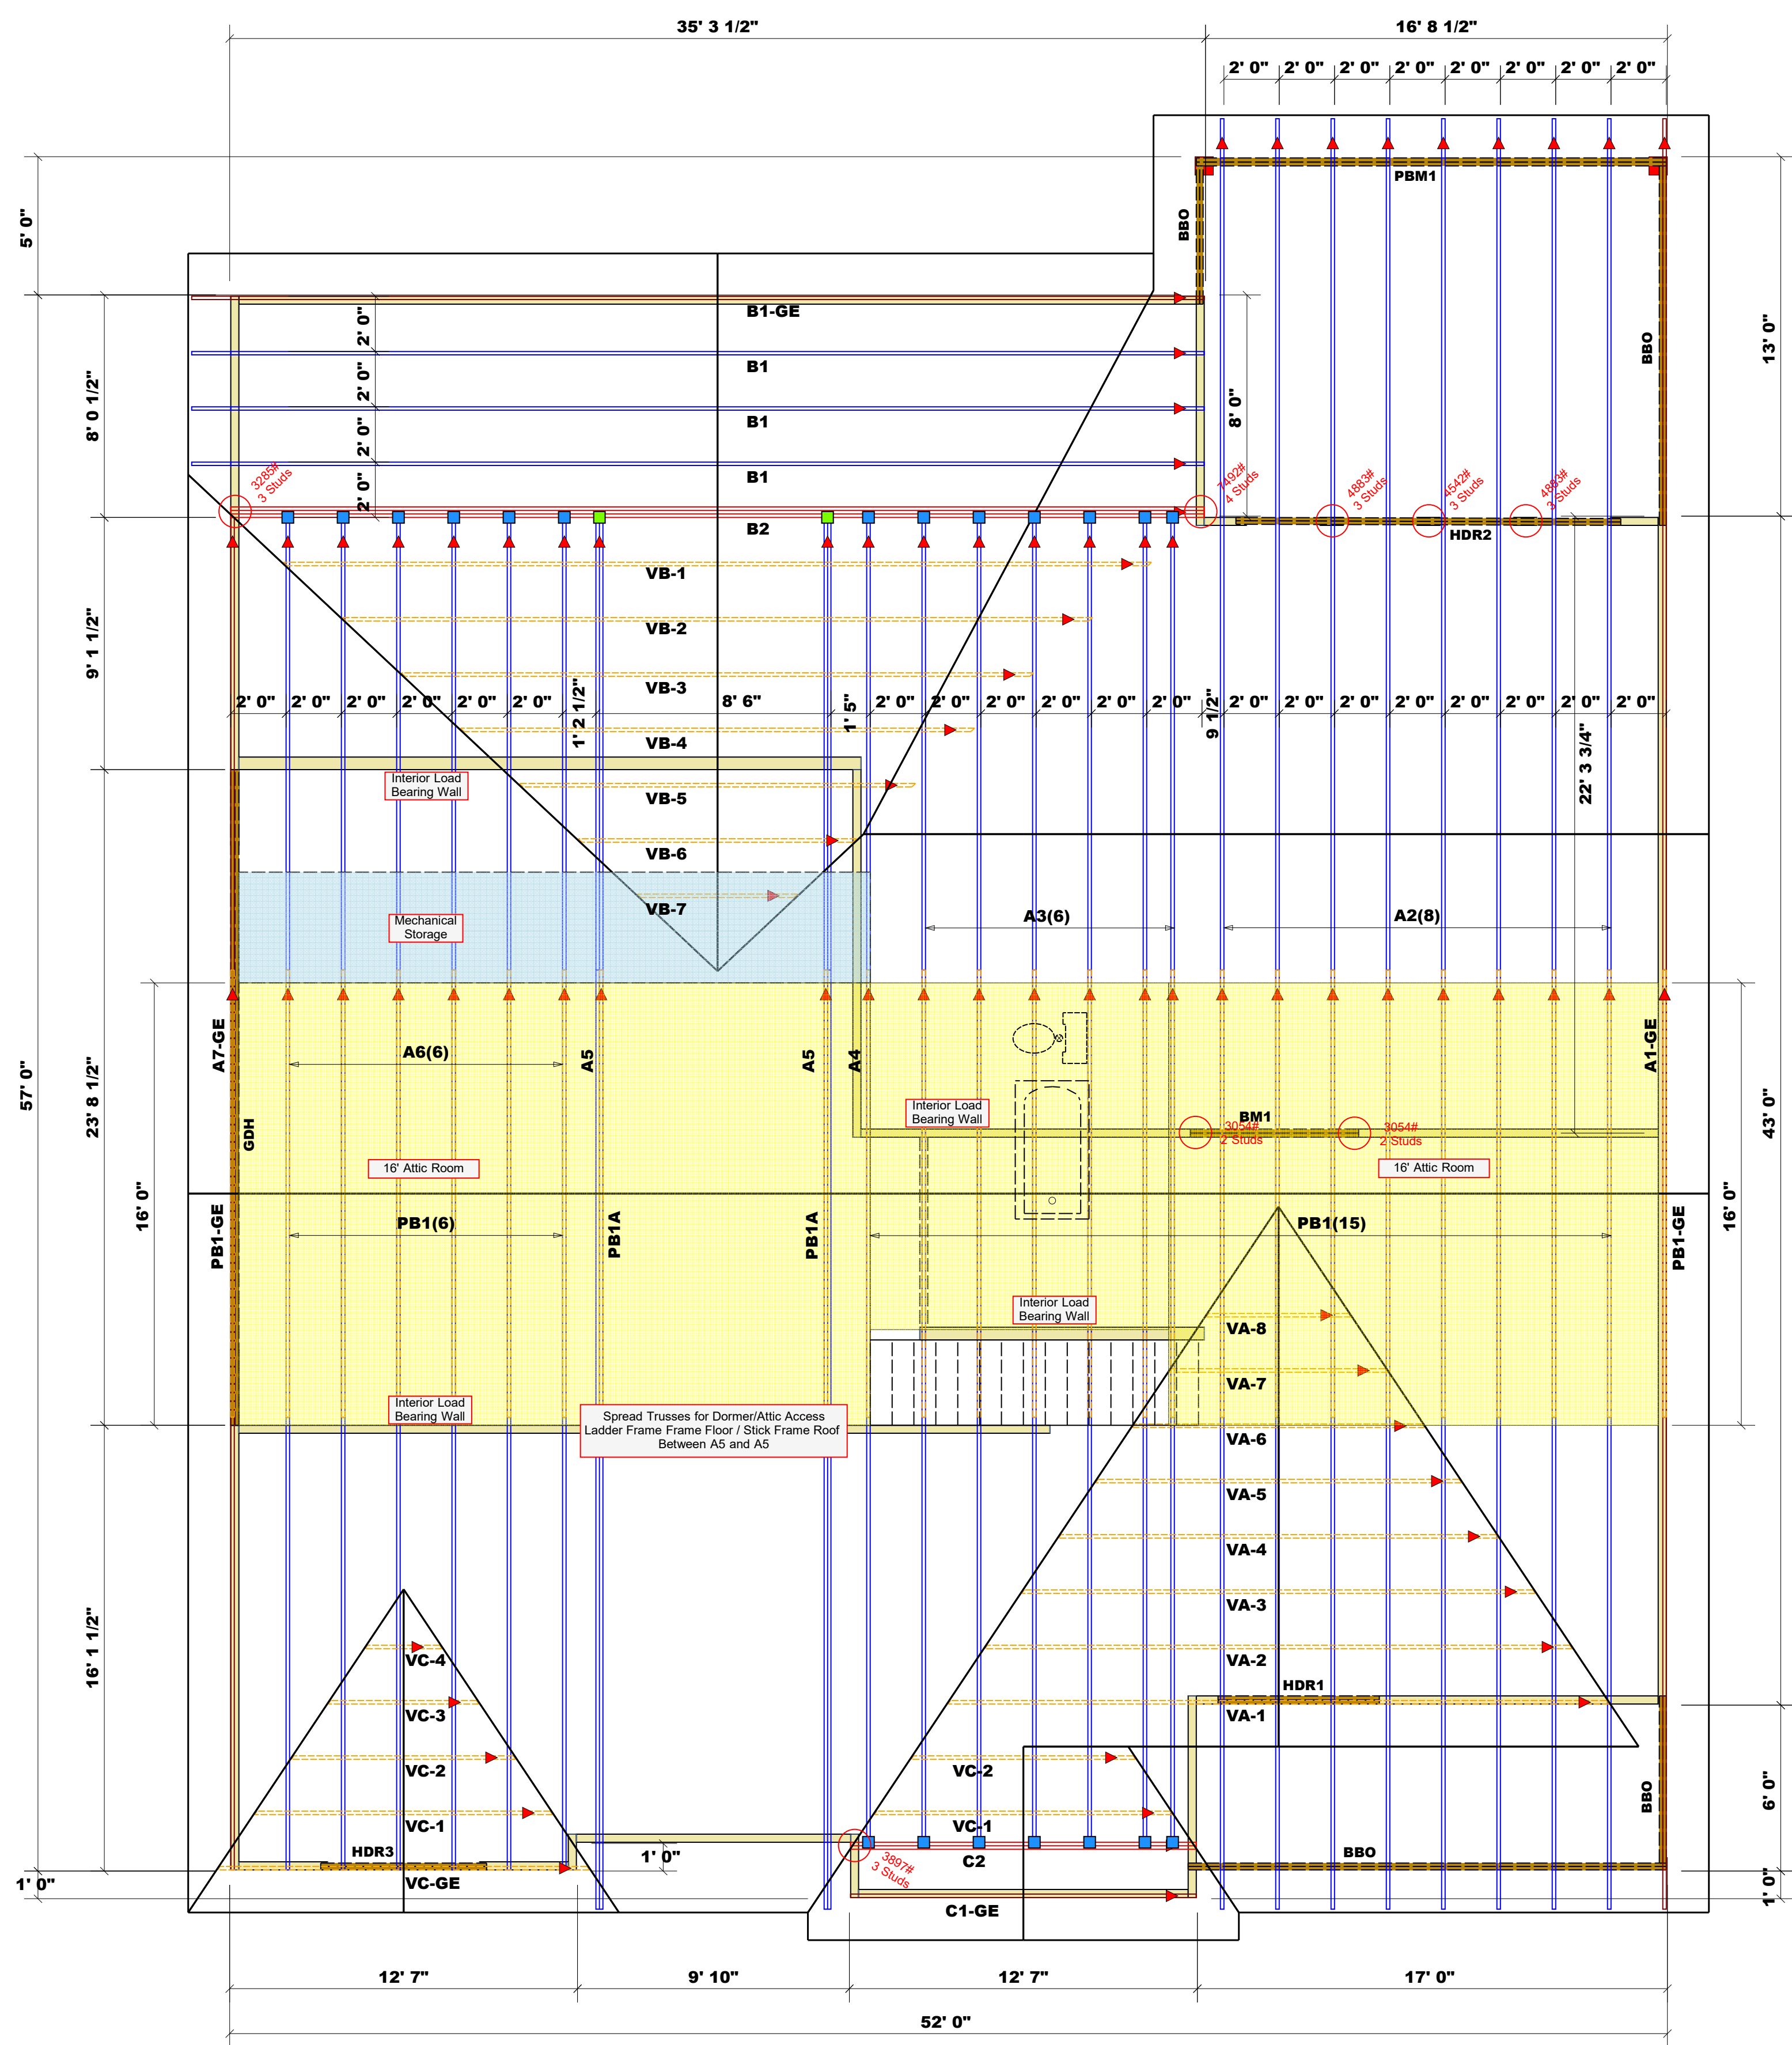 35' 3 1/2"
16' 8 1/2"
2' 0" 2' 0" 2' 0" 2' 0" 2' 0" 2' 0" 2' 0" 2' 0"
PBM1
BBO
5' 0"
B1-GE
2' 0"
BBO
13' 0"
B1
2' 0"
8' 0 1/2"
8' 0"
B1
2' 0"
B1
2' 0"
3285#
3 Studs
7492#
4 Studs
4883#
3 Studs
4542#
3 Studs
4883#
3 Studs
B2
HDR2
VB-1
9' 1 1/2"
VB-2
VB-3
2' 0" 2' 0" 2' 0" 2' 0" 2' 0" 2' 0" 1' 2 1/2" 8' 6" 1' 5" 2' 0" 2' 0" 2' 0" 2' 0" 2' 0" 2' 0" 9 1/2" 2' 0" 2' 0" 2' 0" 2' 0" 2' 0" 2' 0" 2' 0" 2' 0"
VB-4
22' 3 3/4"
Interior Load
Bearing Wall
VB-5
VB-6
VB-7
Mechanical
Storage
A3(6)
A2(8)
A7-GE
A6(6)
A5
A5
A4
A1-GE
57' 0"
23' 8 1/2"
43' 0"
GDH
Interior Load
Bearing Wall
BM1
3054#
2 Studs
3054#
2 Studs
16' Attic Room
16' Attic Room
16' 0"
16' 0"
PB1-GE
PB1(6)
PB1A
PB1A
PB1(15)
PB1-GE
Interior Load
Bearing Wall
VA-8
VA-7
Interior Load
Bearing Wall
Spread Trusses for Dormer/Attic Access
Ladder Frame Frame Floor / Stick Frame Roof
Between A5 and A5
VA-6
VA-5
VA-4
VA-3
16' 1 1/2"
VC-4
VA-2
HDR1
VC-3
VA-1
VC-2
VC-2
BBO
6' 0"
VC-1
VC-1
HDR3
1' 0"
3897#
3 Studs
C2
BBO
VC-GE
1' 0"
1' 0"
C1-GE
12' 7"
9' 10"
12' 7"
17' 0"
52' 0"